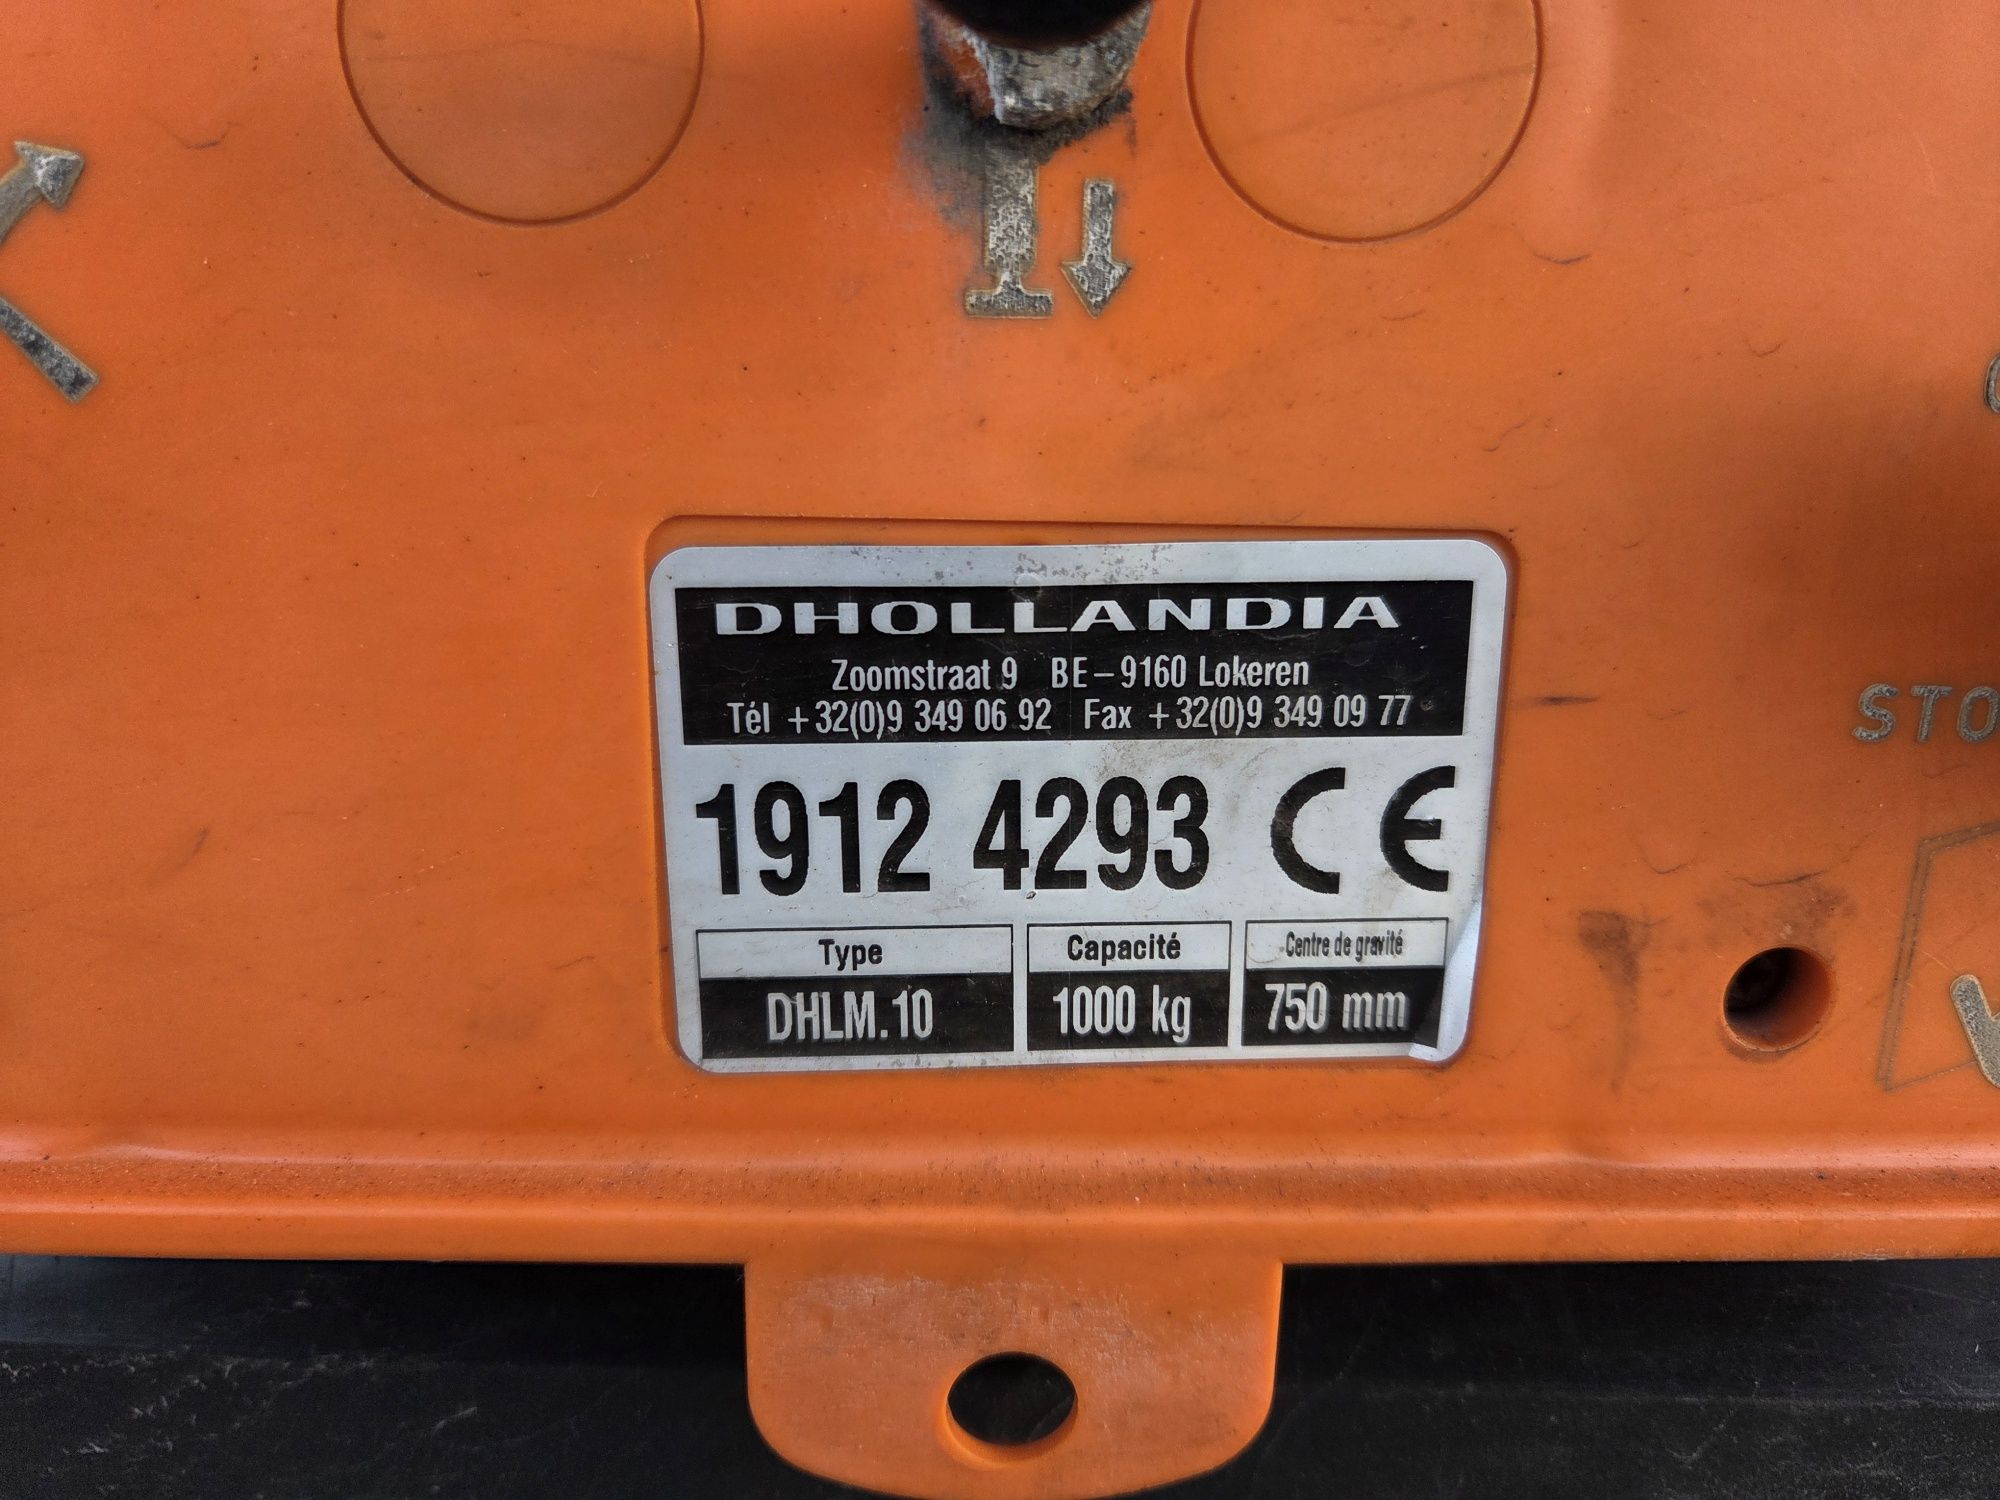 DHOLLANDIA
Zoomstraat 9 BE-9160 Lokeren
Tél +32(0)9 349 06 92 Fax +32(0)9 349 09 77
1912 4293 CE
Type Capacité Centre de gravité
DHLM.10 1000 kg 750 mm
STO